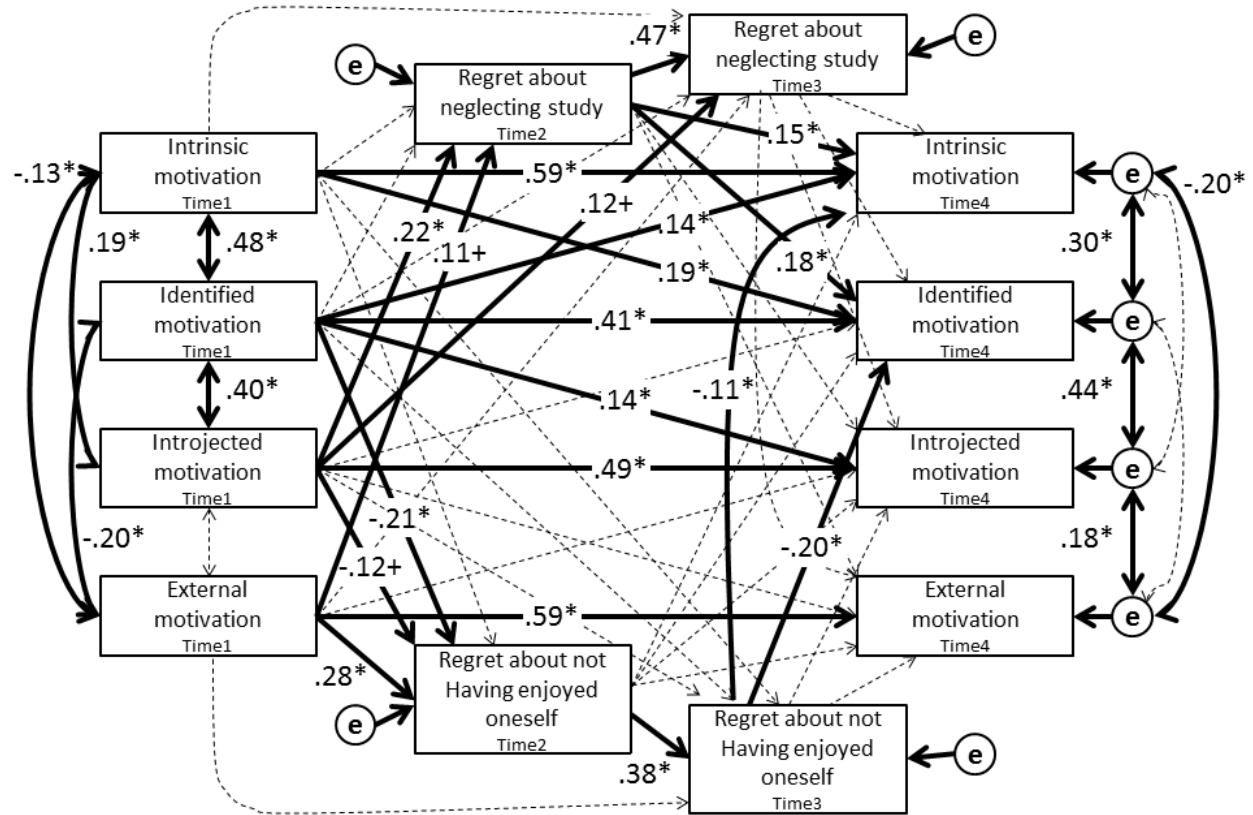 Regret about
neglecting study
Time3
e
.47*
e
Regret about
neglecting study
Time2
Intrinsic
motivation
Time1
-.13*
.59*
.15*
Intrinsic
motivation
Time4
e
-.20*
.12+
.14*
.22*
.11+
.19*
.48*
.30*
.18*
.19*
Identified
motivation
Time1
.41*
Identified
motivation
Time4
e
.40*
.14*
-.11*
.44*
Introjected
motivation
Time1
.49*
Introjected
motivation
Time4
e
-.20*
-.21*
-.12+
-.20*
.18*
External
motivation
Time1
.59*
External
motivation
Time4
e
.28*
e
Regret about not
Having enjoyed
oneself
Time2
.38*
Regret about not
Having enjoyed
oneself
Time3
e